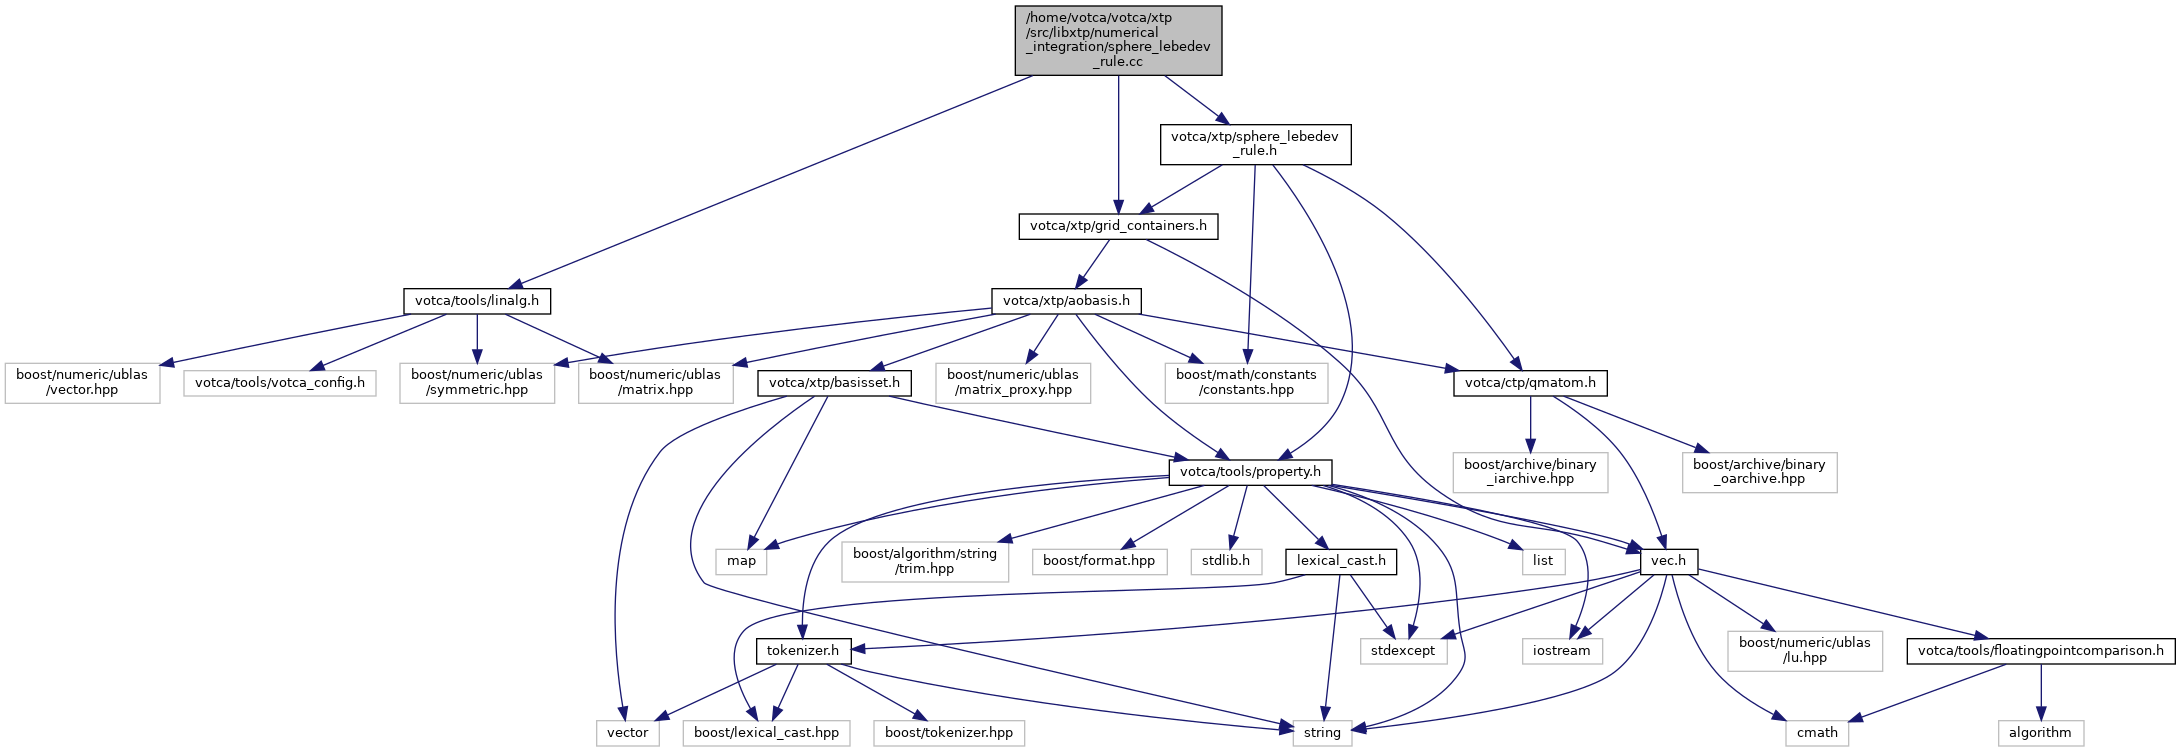 /home/votca/votca/xtp
/src/libxtp/numerical
_integration/sphere_lebedev
_rule.cc
votca/xtp/sphere_lebedev
_rule.h
votca/xtp/grid_containers.h
votca/tools/linalg.h
votca/xtp/aobasis.h
boost/numeric/ublas
/vector.hpp
votca/tools/votca_config.h
boost/numeric/ublas
/symmetric.hpp
boost/numeric/ublas
/matrix.hpp
votca/xtp/basisset.h
boost/numeric/ublas
/matrix_proxy.hpp
boost/math/constants
/constants.hpp
votca/ctp/qmatom.h
votca/tools/property.h
boost/archive/binary
_iarchive.hpp
boost/archive/binary
_oarchive.hpp
map
boost/algorithm/string
/trim.hpp
boost/format.hpp
stdlib.h
lexical_cast.h
list
vec.h
tokenizer.h
stdexcept
iostream
boost/numeric/ublas
/lu.hpp
votca/tools/floatingpointcomparison.h
vector
boost/lexical_cast.hpp
boost/tokenizer.hpp
string
cmath
algorithm